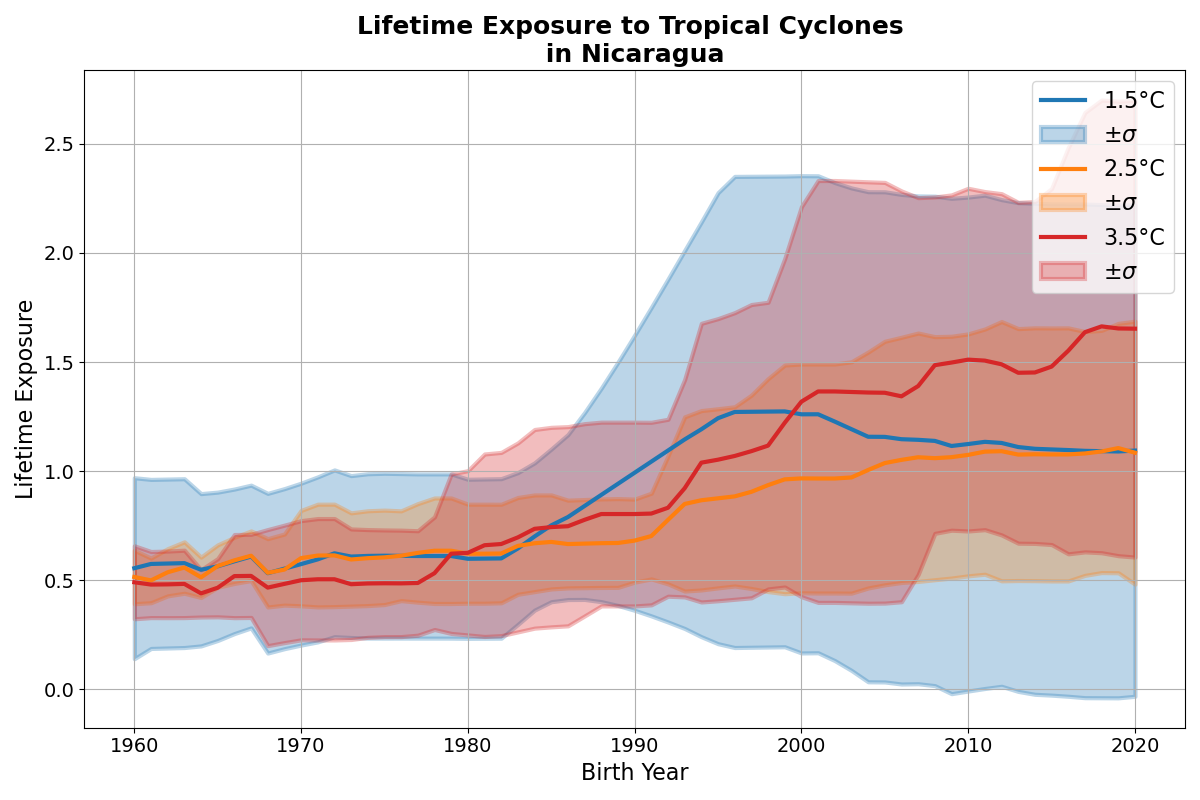 Lifetime Exposure to Tropical Cyclones
in Nicaragua
1.5°C
±σ
2.5°C
±σ
3.5°C
±σ
Lifetime Exposure
2.5
2.0
1.5
1.0
0.5
0.0
1960 1970 1980 1990 2000 2010 2020
Birth Year